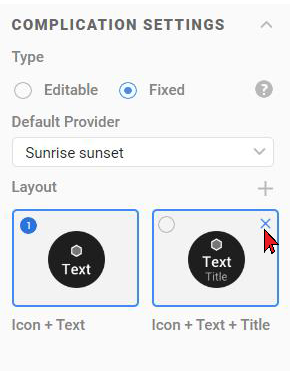 COMPLICATION SETTINGS
Type
Editable Fixed ?
Default Provider
Sunrise sunset
Layout +
1
Text Text
Title
Icon + Text Icon + Text + Title